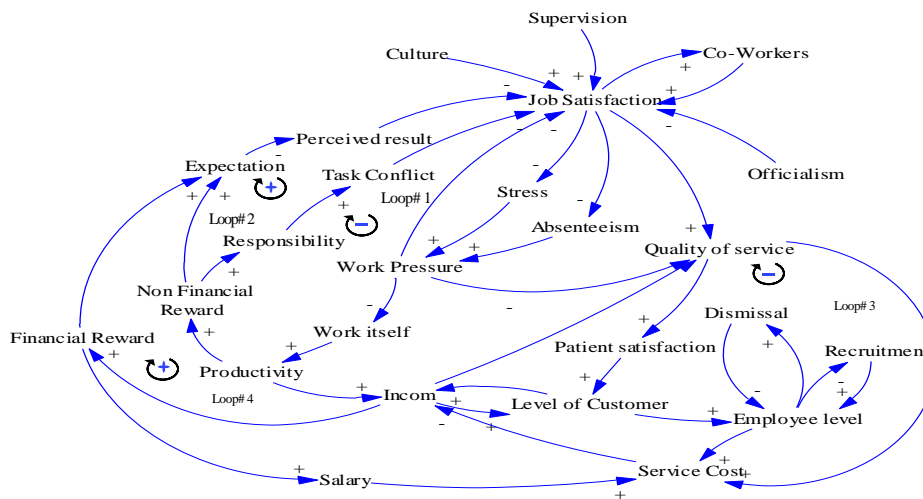 Supervision
Culture
Co-Workers
Job Satisfaction
Perceived result
Expectation
Task Conflict
Officialism
Stress
Loop# 1
Loop# 2
Responsibility
Absenteeism
Quality of service
Work Pressure
Non Financial
Reward
Dismissal
Loop# 3
Financial Reward
Work itself
Patient satisfaction
Recruitmen
Productivity
Loop# 4
Incom
Level of Customer
Employee level
Salary
Service Cost